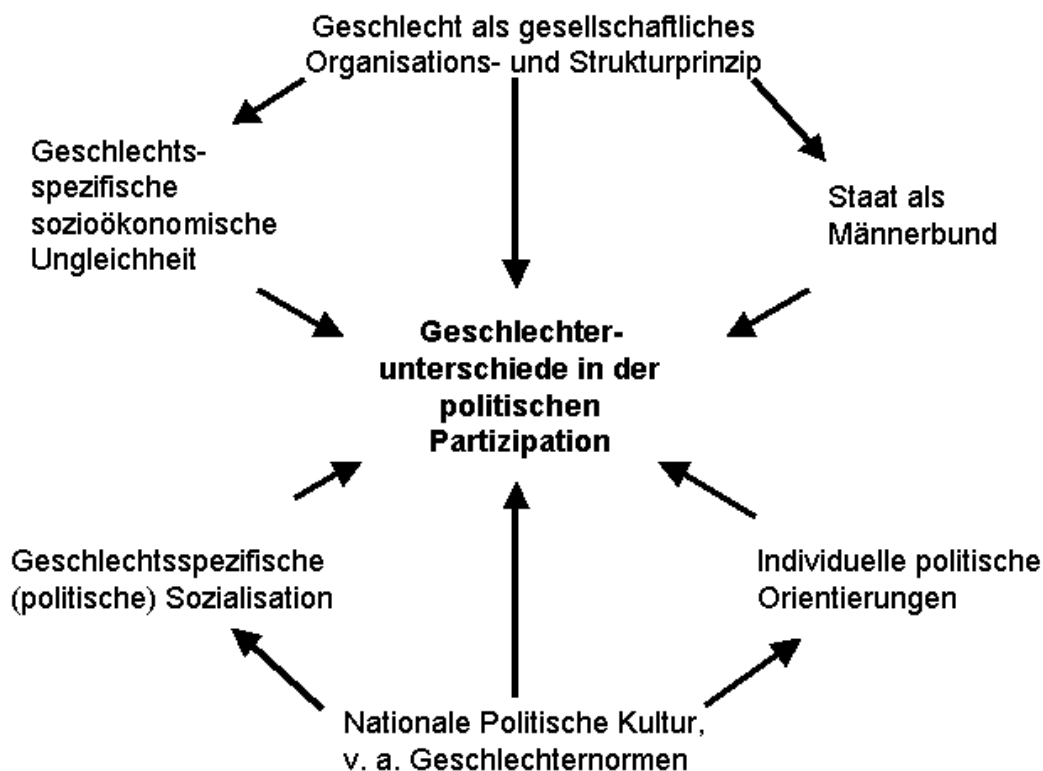 Geschlecht als gesellschaftliches
Organisations- und Strukturprinzip
Geschlechts-
spezifische
sozioökonomische
Ungleichheit
Staat als
Männerbund
Geschlechter-
unterschiede in der
politischen
Partizipation
Geschlechtsspezifische
(politische) Sozialisation
Individuelle politische
Orientierungen
Nationale Politische Kultur,
v. a. Geschlechternormen